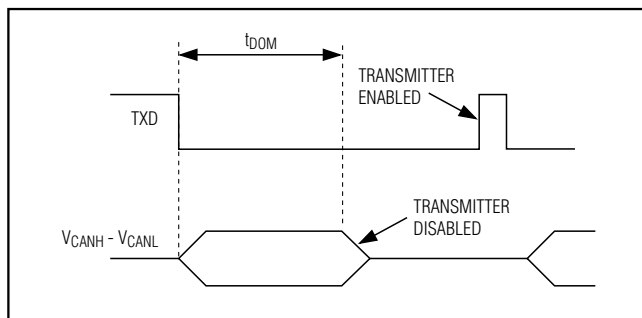 tDOM
TRANSMITTER
ENABLED
TXD
VCANH - VCANL
TRANSMITTER
DISABLED